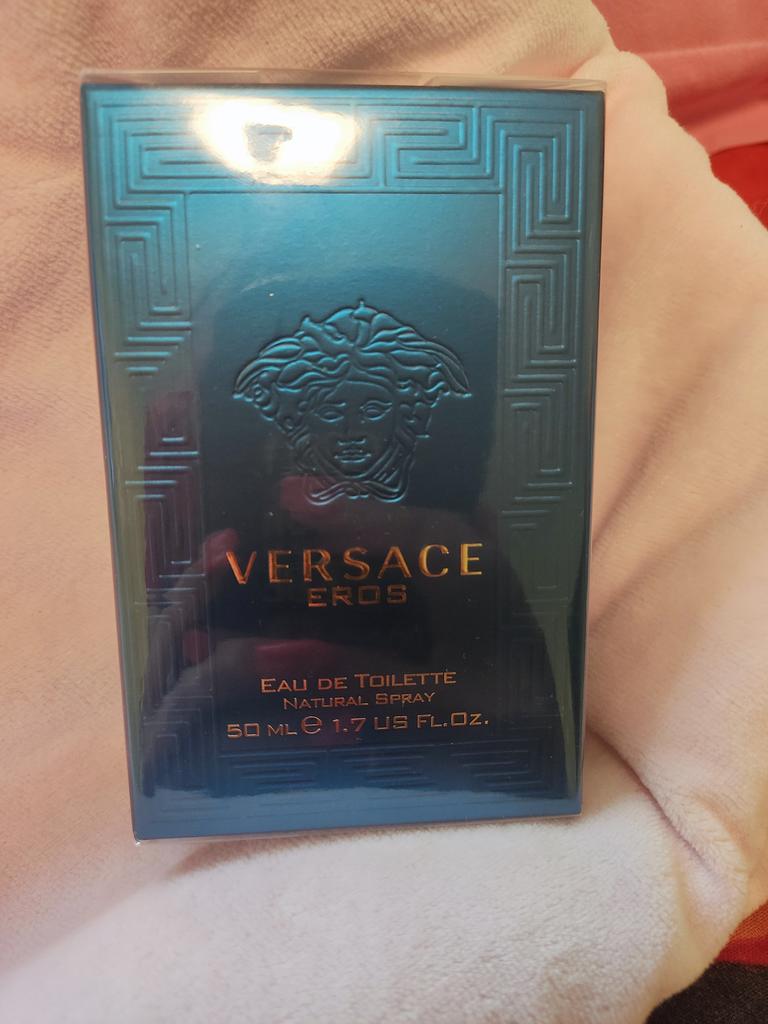 VERSACE
EROS
EAU DE TOILETTE
NATURAL SPRAY
50 ML ℮ 1.7 US FL.OZ.